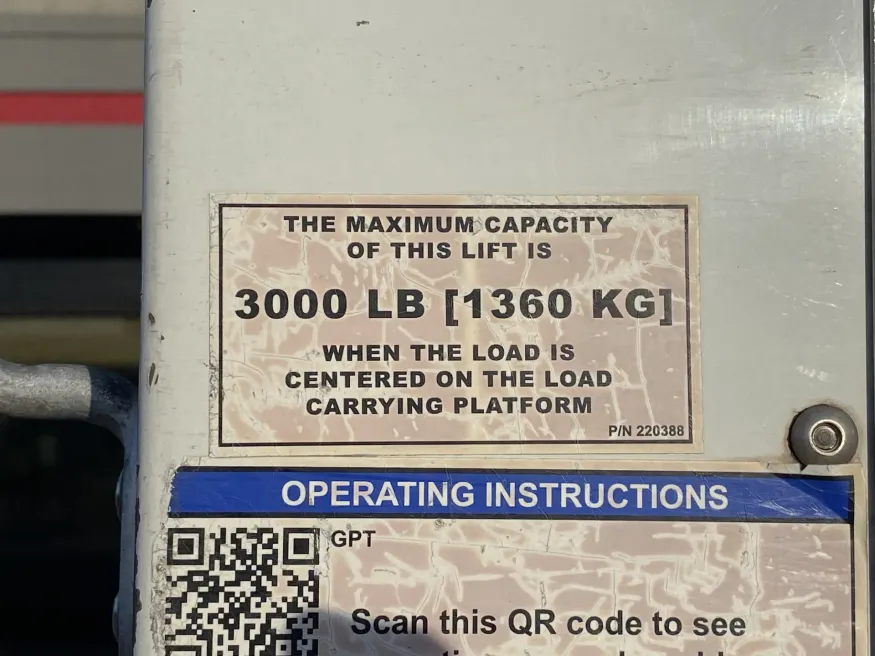 THE MAXIMUM CAPACITY
OF THIS LIFT IS
3000 LB [1360 KG]
WHEN THE LOAD IS
CENTERED ON THE LOAD
CARRYING PLATFORM
P/N 220388
OPERATING INSTRUCTIONS
GPT
Scan this QR code to see